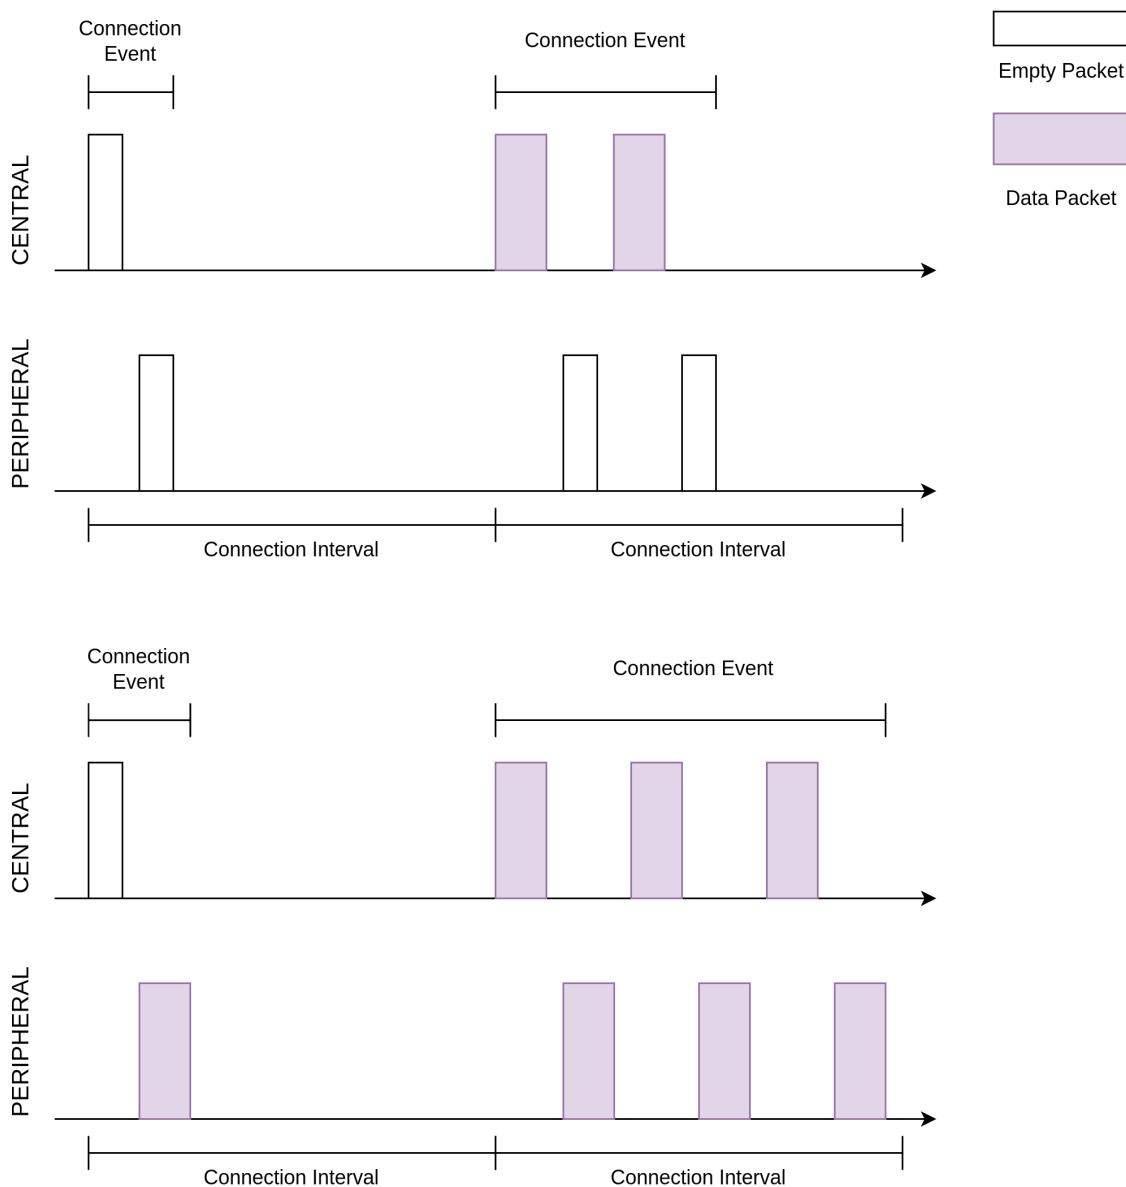 Connection
Event
Connection Event
Empty Packet
Data Packet
CENTRAL
PERIPHERAL
Connection Interval
Connection Interval
Connection
Event
Connection Event
CENTRAL
PERIPHERAL
Connection Interval
Connection Interval